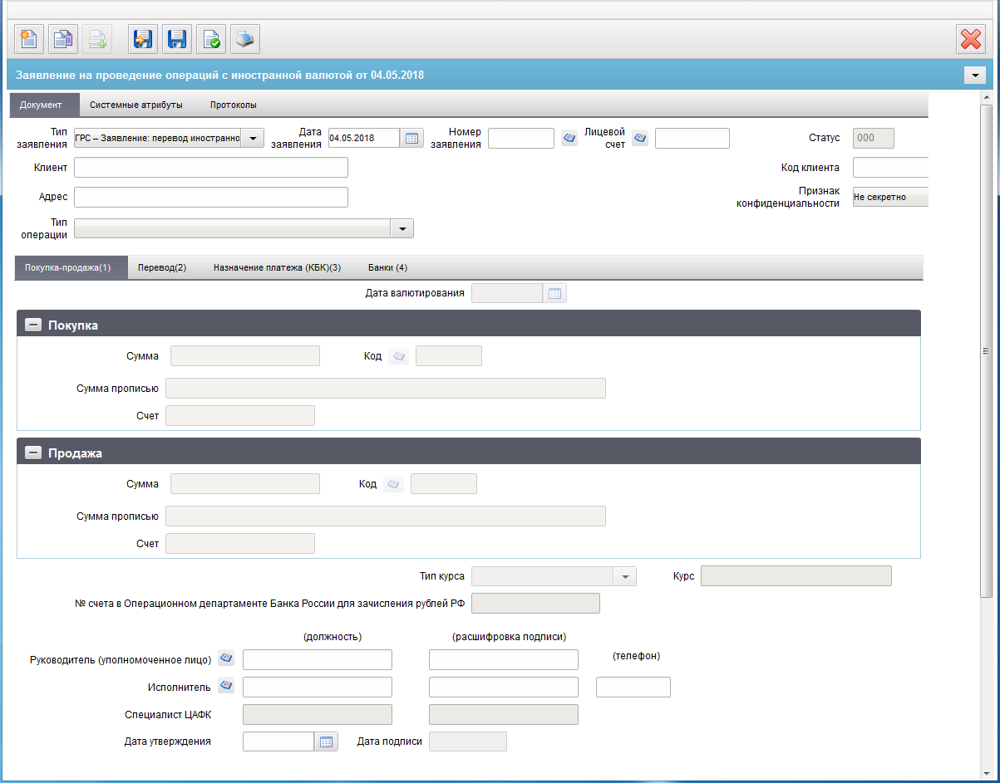 Заявление на проведение операций с иностранной валютой от 04.05.2018
Документ Системные атрибуты Протоколы
Тип заявления ГРС – Заявление: перевод иностранно Дата заявления 04.05.2018 Номер заявления Лицевой счет Статус 000
Клиент Код клиента
Адрес Признак конфиденциальности Не секретно
Тип операции
Покупка-продажа(1) Перевод(2) Назначение платежа (КБК)(3) Банки (4)
Дата валютирования
Покупка
Сумма Код
Сумма прописью
Счет
Продажа
Сумма Код
Сумма прописью
Счет
Тип курса Курс
№ счета в Операционном департаменте Банка России для зачисления рублей РФ
(должность) (расшифровка подписи)
Руководитель (уполномоченное лицо) (телефон)
Исполнитель
Специалист ЦАФК
Дата утверждения Дата подписи